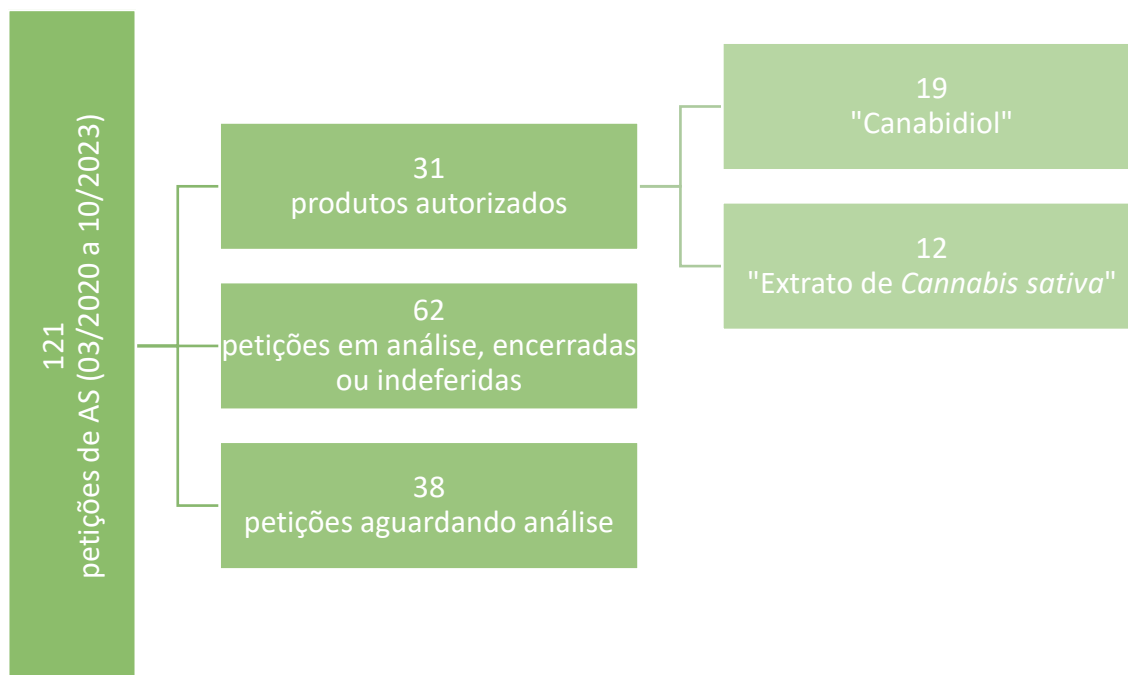 121
petições de AS (03/2020 a 10/2023)
31
produtos autorizados
19
"Canabidiol"
12
"Extrato de Cannabis sativa"
62
petições em análise, encerradas
ou indeferidas
38
petições aguardando análise